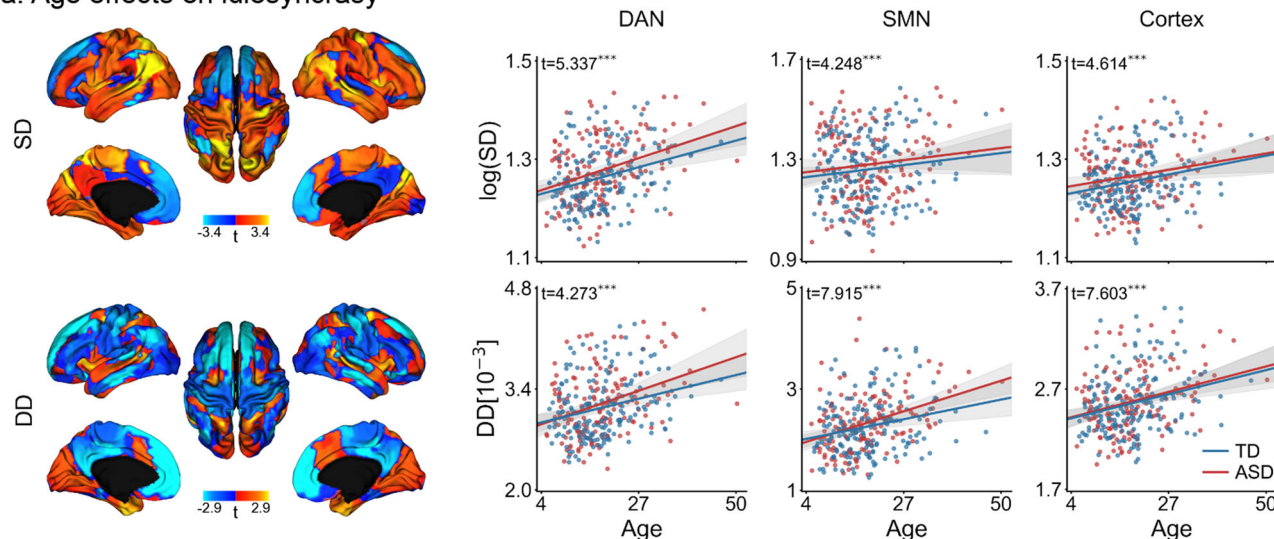 a. Age effects on idiosyncrasy
DAN
SMN
Cortex
SD
-3.4 t 3.4
log(SD)
1.5
1.3
1.1
t=5.337***
1.7
1.3
0.9
t=4.248***
1.5
1.3
1.1
t=4.614***
DD
-2.9 t 2.9
DD[10⁻³]
4.8
3.4
2.0
t=4.273***
4 27 50
Age
5
3
1
t=7.915***
4 27 50
Age
3.7
2.7
1.7
t=7.603***
TD
ASD
4 27 50
Age